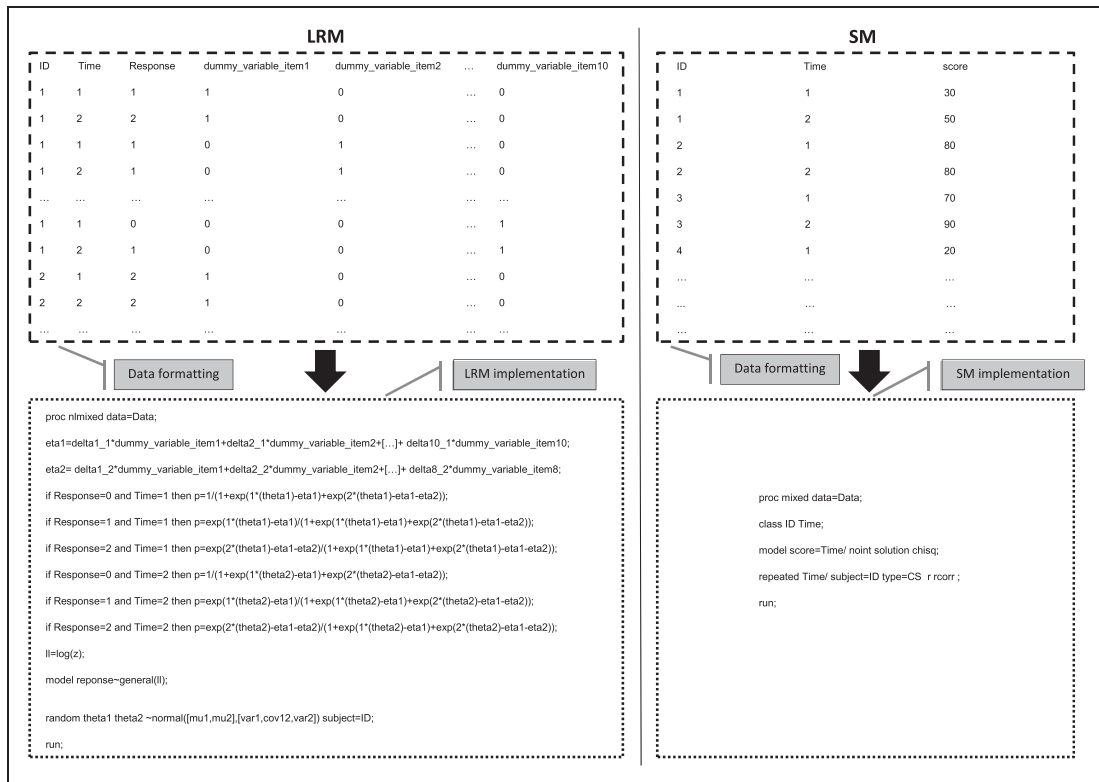 LRM
ID Time Response dummy_variable_item1 dummy_variable_item2 ... dummy_variable_item10
1 1 1 1 0 ... 0
1 2 2 1 0 ... 0
1 1 1 0 1 ... 0
1 2 1 0 1 ... 0
... ... ... ... ... ... ...
1 1 0 0 0 ... 1
1 2 1 0 0 ... 1
2 1 2 1 0 ... 0
2 2 2 1 0 ... 0
... ... ... ... ... ... ...
Data formatting
LRM implementation
proc nlmixed data=Data;
eta1=delta1_1*dummy_variable_item1+delta2_1*dummy_variable_item2+[...]+ delta10_1*dummy_variable_item10;
eta2= delta1_2*dummy_variable_item1+delta2_2*dummy_variable_item2+[...]+ delta8_2*dummy_variable_item8;
if Response=0 and Time=1 then p=1/(1+exp(1*(theta1)-eta1)+exp(2*(theta1)-eta1-eta2));
if Response=1 and Time=1 then p=exp(1*(theta1)-eta1)/(1+exp(1*(theta1)-eta1)+exp(2*(theta1)-eta1-eta2));
if Response=2 and Time=1 then p=exp(2*(theta1)-eta1-eta2)/(1+exp(1*(theta1)-eta1)+exp(2*(theta1)-eta1-eta2));
if Response=0 and Time=2 then p=1/(1+exp(1*(theta2)-eta1)+exp(2*(theta2)-eta1-eta2));
if Response=1 and Time=2 then p=exp(1*(theta2)-eta1)/(1+exp(1*(theta2)-eta1)+exp(2*(theta2)-eta1-eta2));
if Response=2 and Time=2 then p=exp(2*(theta2)-eta1-eta2)/(1+exp(1*(theta2)-eta1)+exp(2*(theta2)-eta1-eta2));
ll=log(z);
model reponse~general(ll);
random theta1 theta2 ~normal([mu1,mu2],[var1,cov12,var2]) subject=ID;
run;
SM
ID Time score
1 1 30
1 2 50
2 1 80
2 2 80
3 1 70
3 2 90
4 1 20
... ... ...
... ... ...
... ... ...
Data formatting
SM implementation
proc mixed data=Data;
class ID Time;
model score=Time/ noint solution chisq;
repeated Time/ subject=ID type=CS r rcorr ;
run;